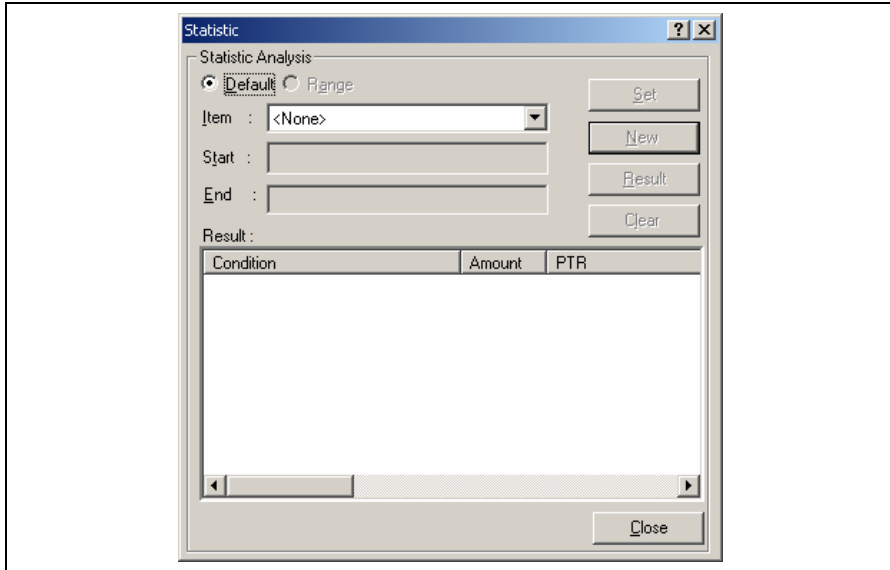 Statistic
Statistic Analysis
Default Range
Set
Item : <None>
New
Start :
Result
End :
Clear
Result :
Condition Amount PTR
Close